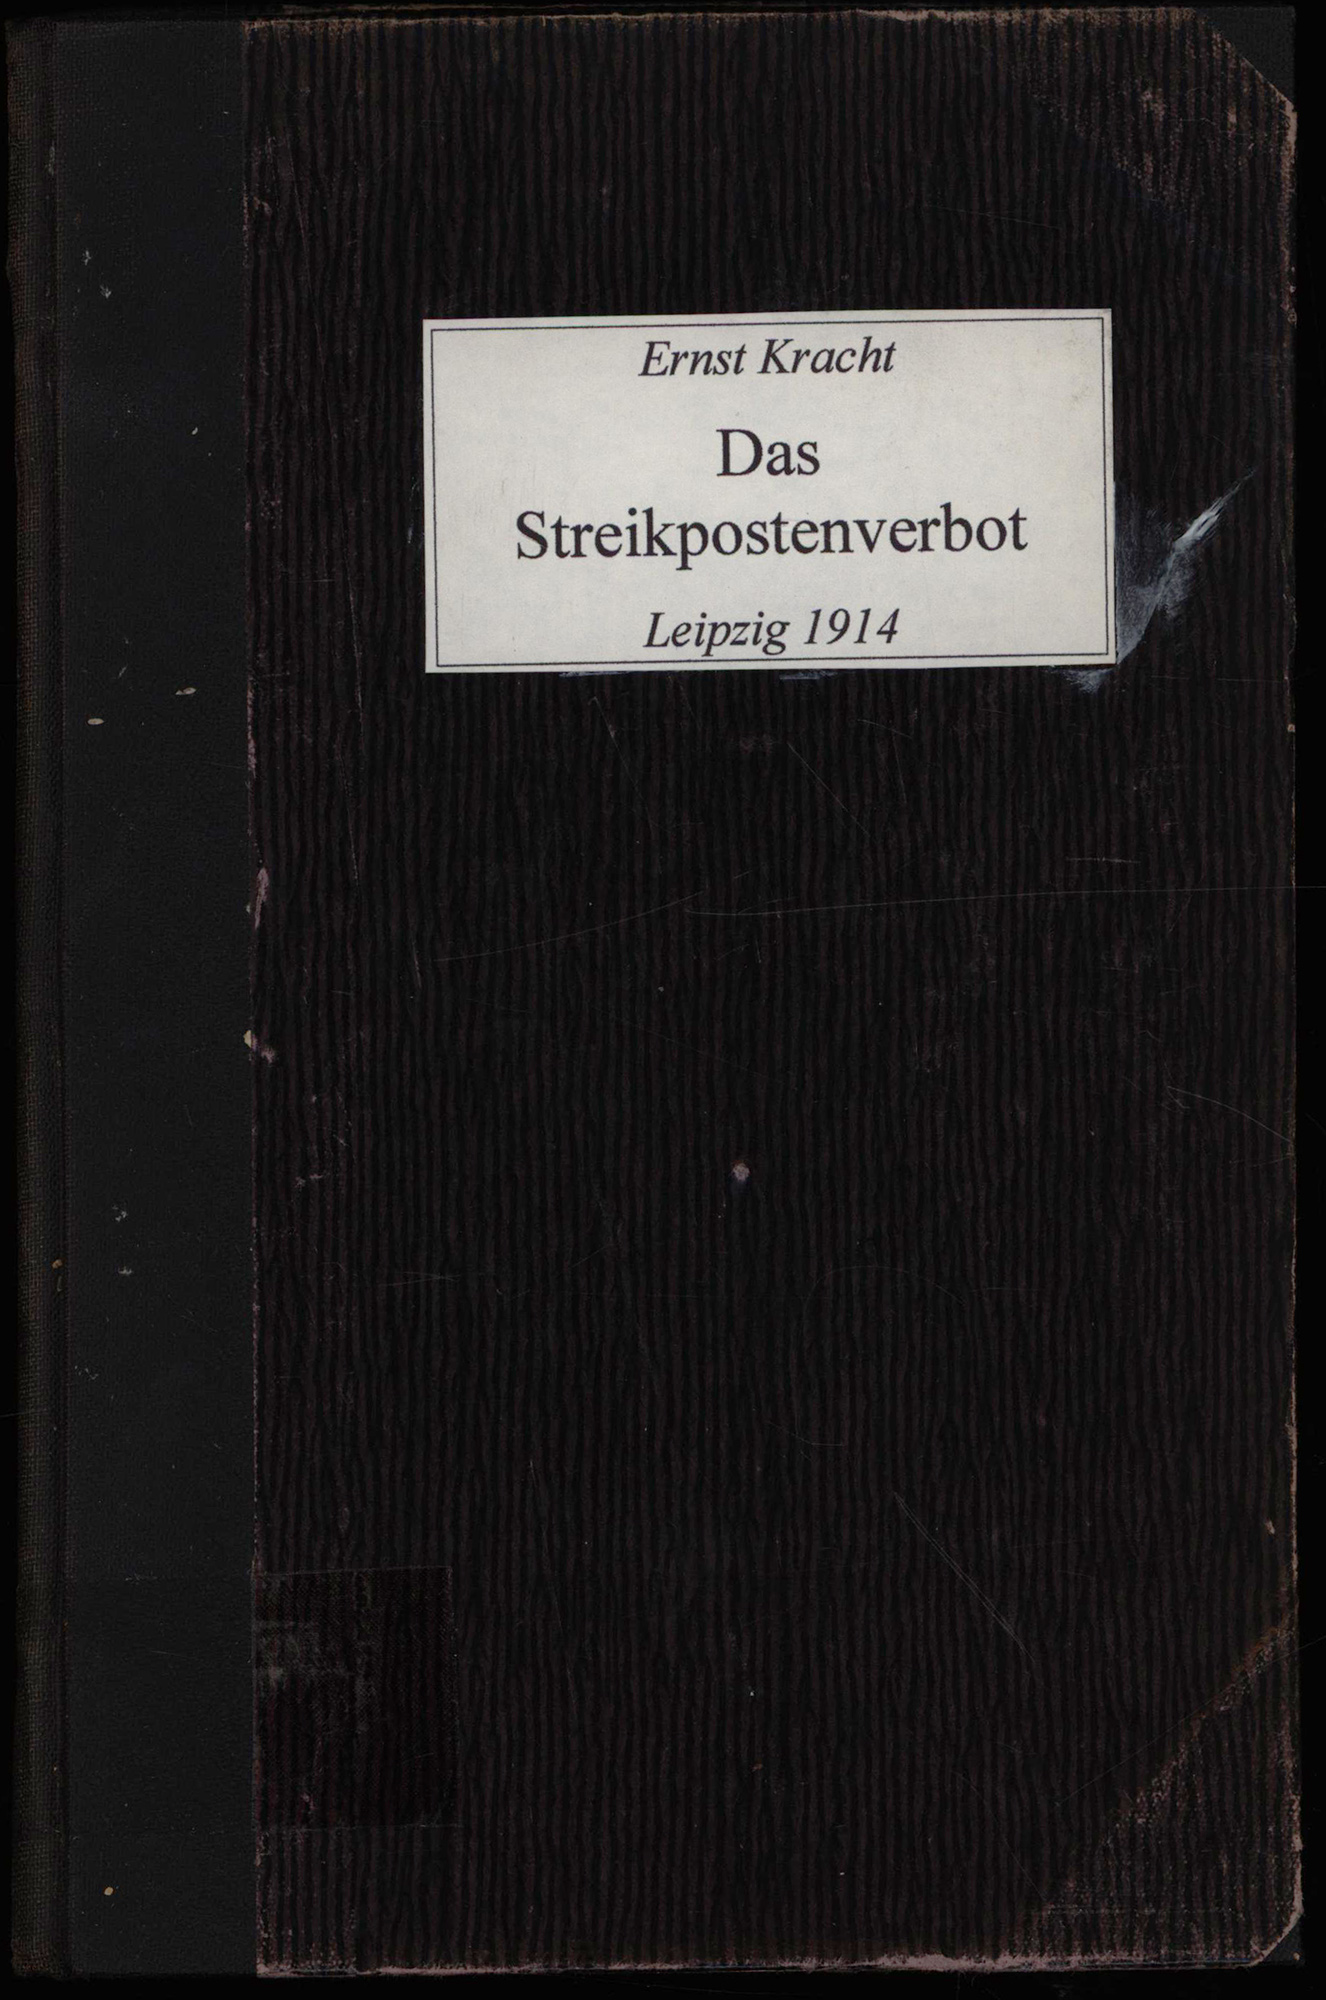 Ernst Kracht
Das
Streikpostenverbot
Leipzig 1914